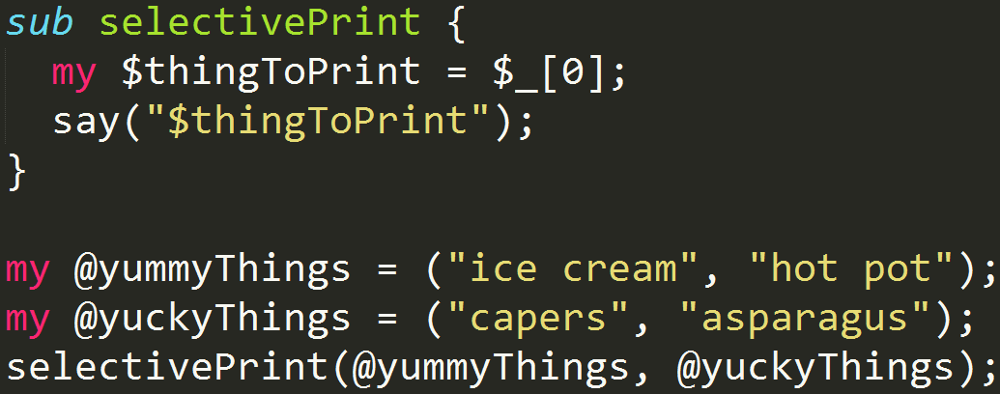 sub selectivePrint {
  my $thingToPrint = $_[0];
  say("$thingToPrint");
}

my @yummyThings = ("ice cream", "hot pot");
my @yuckyThings = ("capers", "asparagus");
selectivePrint(@yummyThings, @yuckyThings);